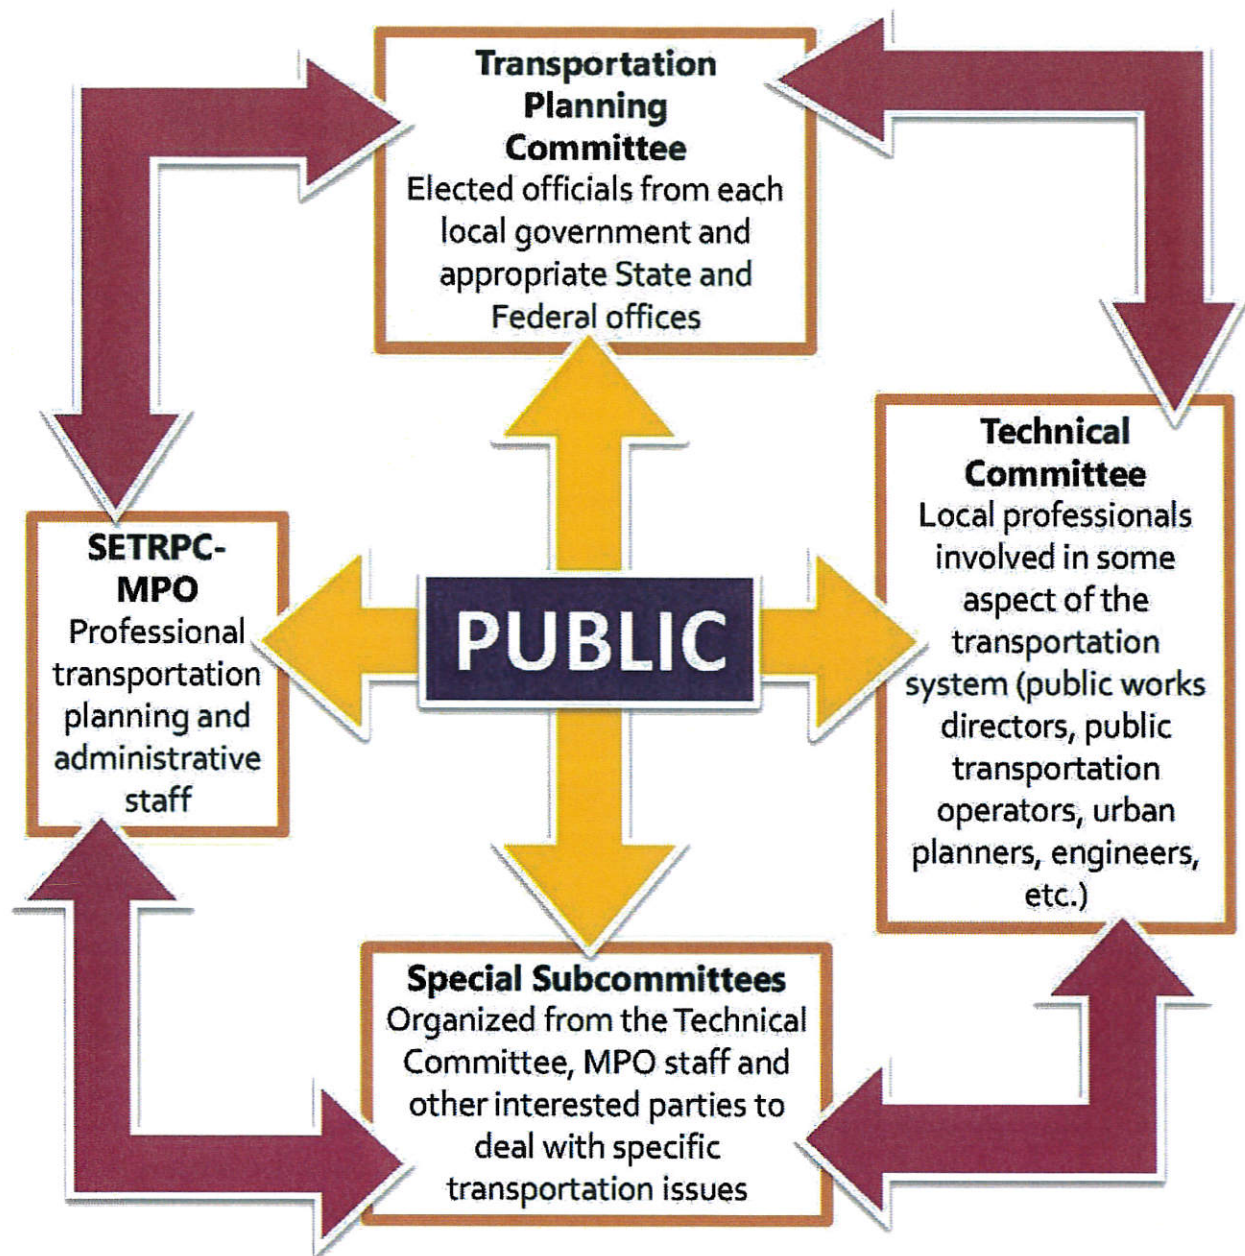 Transportation
Planning
Committee
Elected officials from each
local government and
appropriate State and
Federal offices
Technical
Committee
Local professionals
involved in some
aspect of the
transportation
system (public works
directors, public
transportation
operators, urban
planners, engineers,
etc.)
SETRPC-
MPO
Professional
transportation
planning and
administrative
staff
PUBLIC
Special Subcommittees
Organized from the Technical
Committee, MPO staff and
other interested parties to
deal with specific
transportation issues